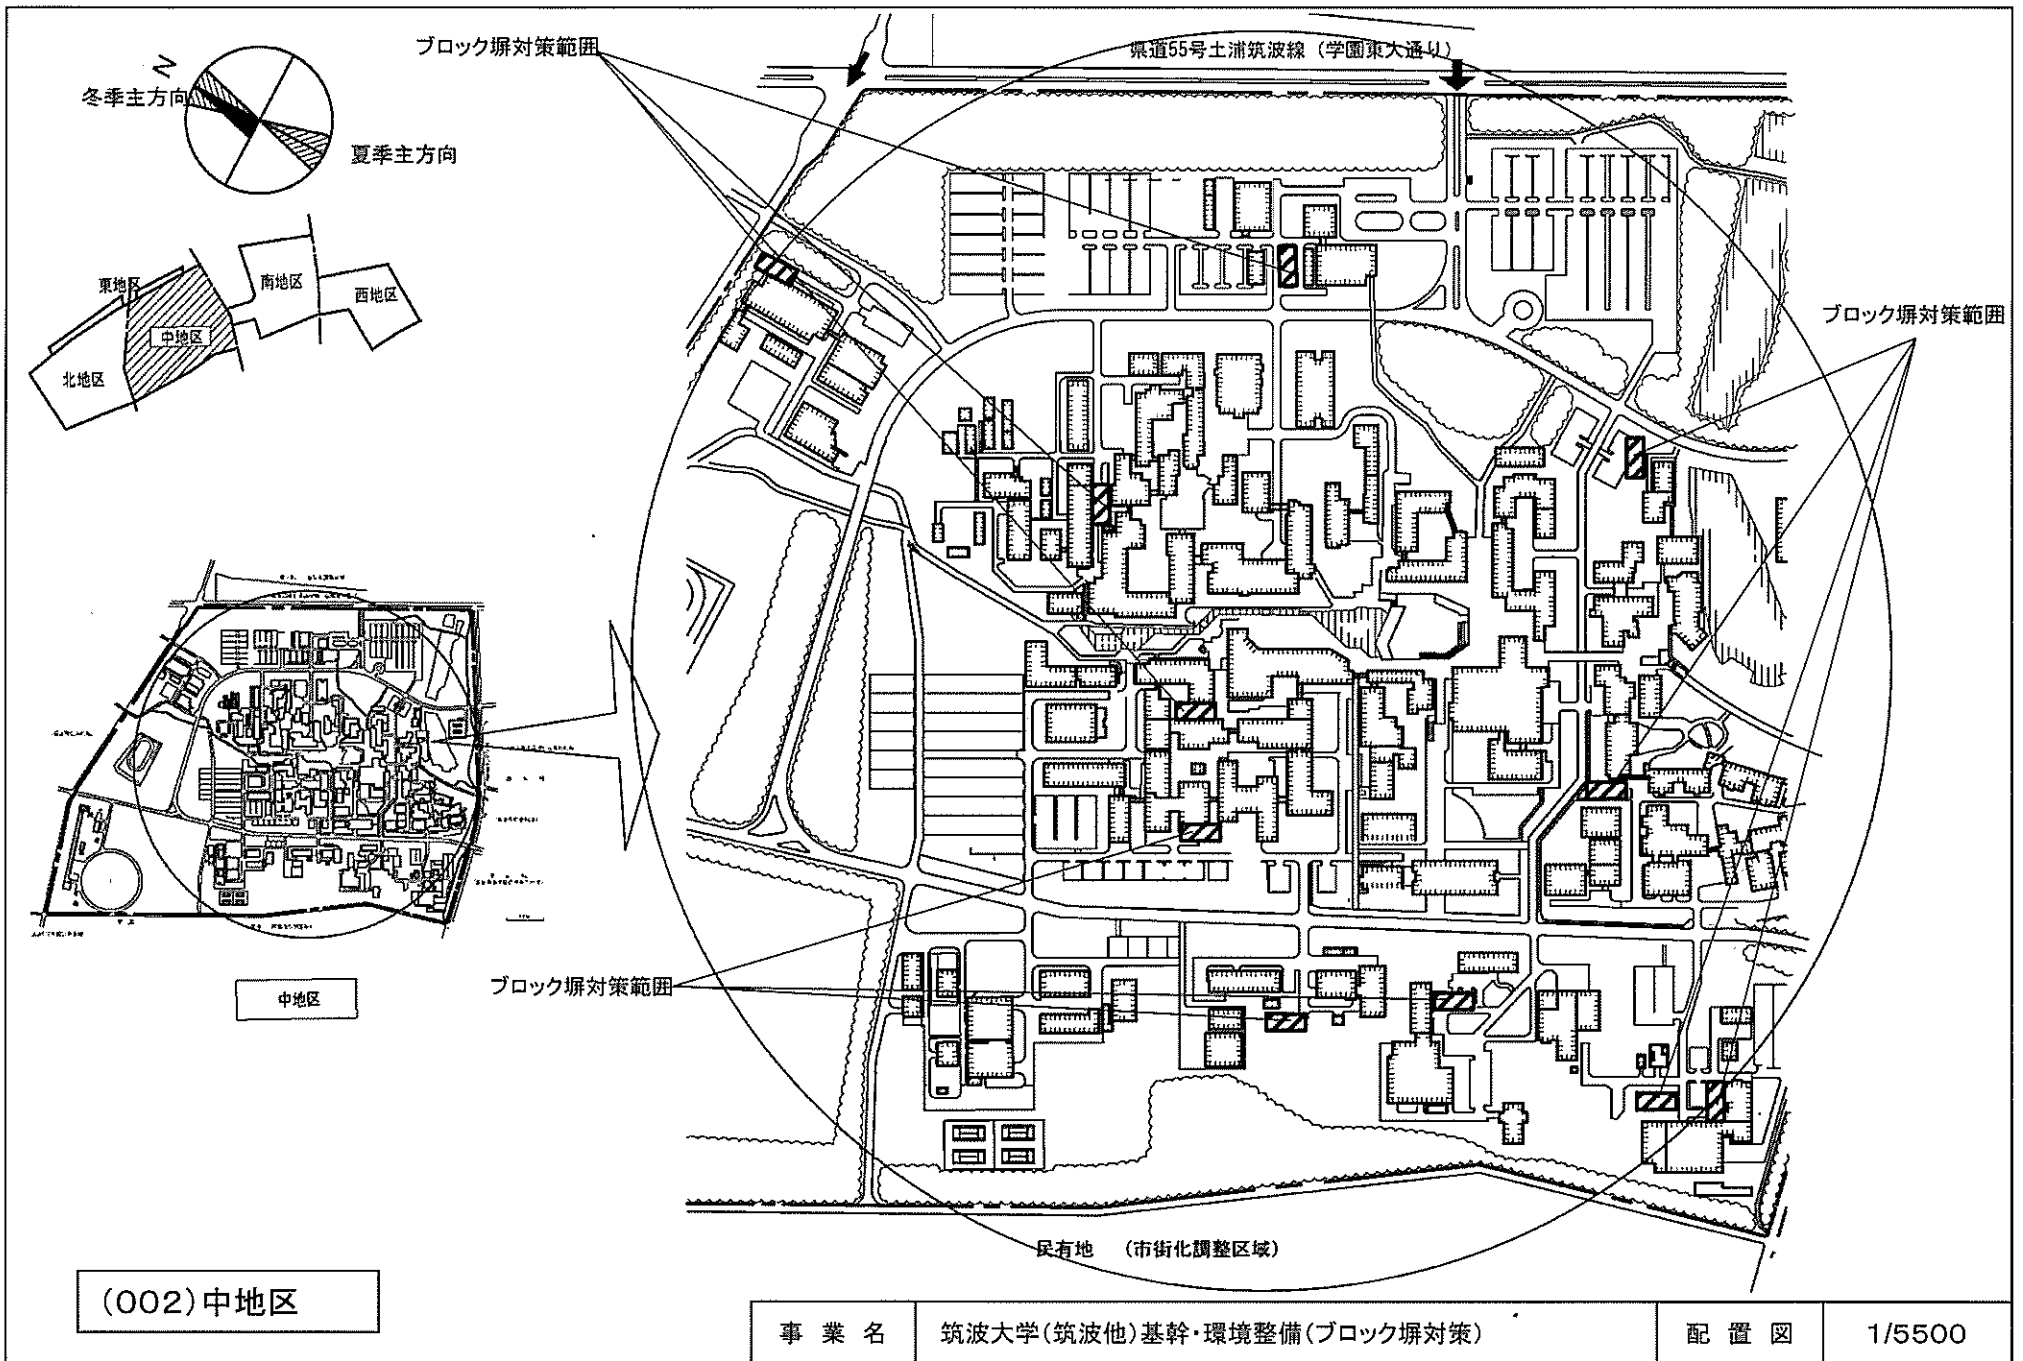 ブロック塀対策範囲
県道55号土浦筑波線 (学園東大通り)
N
冬季主方向
夏季主方向
東地区
南地区
西地区
中地区
北地区
ブロック塀対策範囲
ブロック塀対策範囲
中地区
民有地 (市街化調整区域)
(002)中地区
事業名 筑波大学(筑波他)基幹・環境整備(ブロック塀対策) 配置図 1/5500